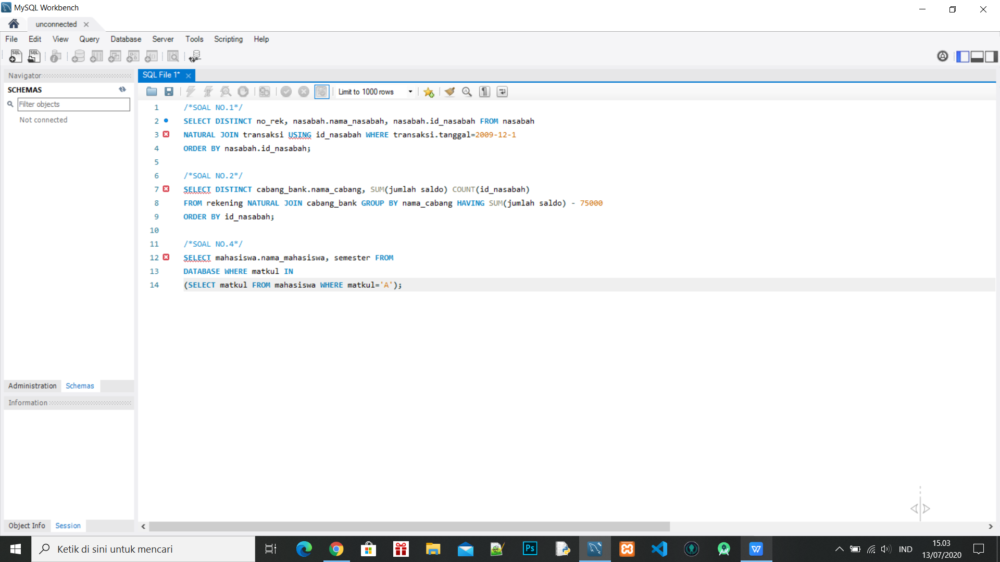 MySQL Workbench
unconnected
File Edit View Query Database Server Tools Scripting Help
Navigator
SCHEMAS
Filter objects
Not connected
Administration Schemas
Information
Object Info Session
SQL File 1*
Limit to 1000 rows
1 /*SOAL NO.1*/
2 SELECT DISTINCT no_rek, nasabah.nama_nasabah, nasabah.id_nasabah FROM nasabah
3 NATURAL JOIN transaksi USING id_nasabah WHERE transaksi.tanggal=2009-12-1
4 ORDER BY nasabah.id_nasabah;
5
6 /*SOAL NO.2*/
7 SELECT DISTINCT cabang_bank.nama_cabang, SUM(jumlah saldo) COUNT(id_nasabah)
8 FROM rekening NATURAL JOIN cabang_bank GROUP BY nama_cabang HAVING SUM(jumlah saldo) - 75000
9 ORDER BY id_nasabah;
10
11 /*SOAL NO.4*/
12 SELECT mahasiswa.nama_mahasiswa, semester FROM
13 DATABASE WHERE matkul IN
14 (SELECT matkul FROM mahasiswa WHERE matkul='A');
Ketik di sini untuk mencari
Ps
IND
15.03
13/07/2020